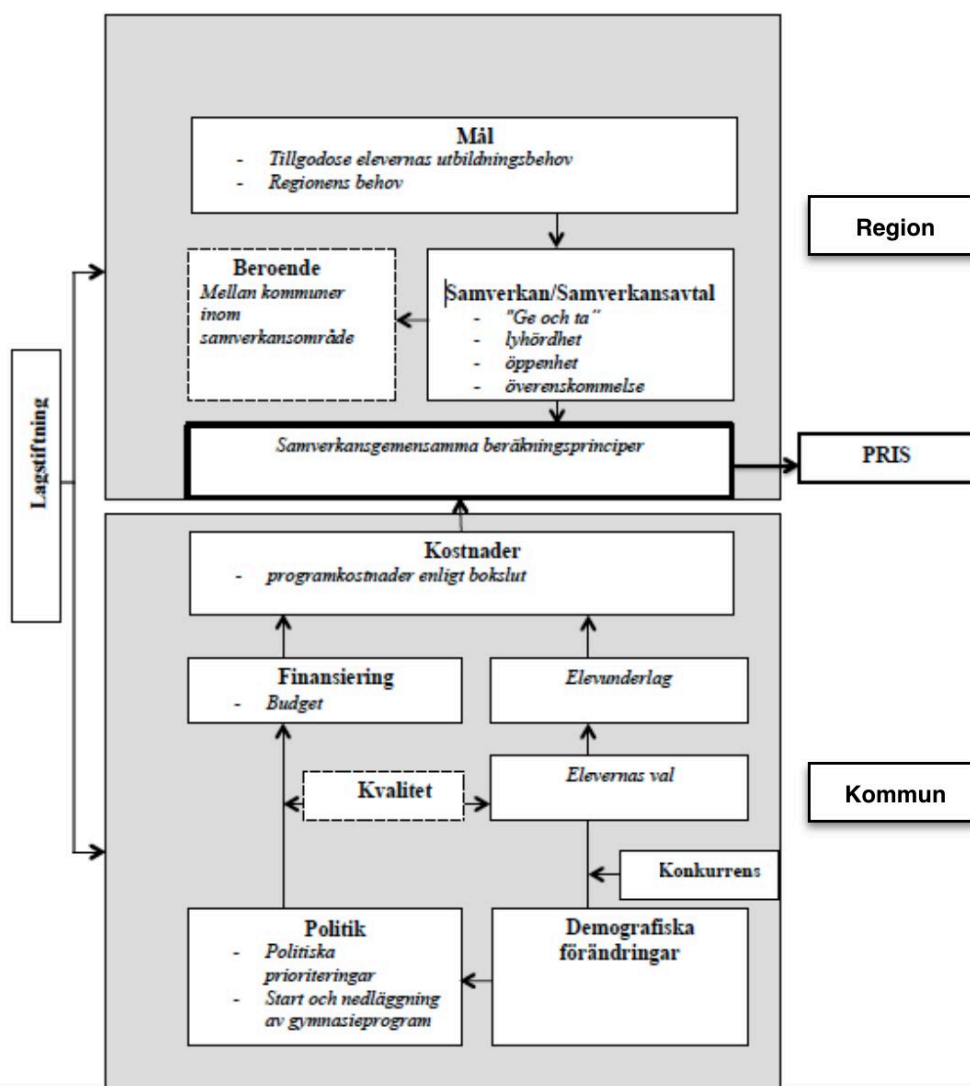 Mål
- Tillgodose elevernas utbildningsbehov
- Regionens behov
Region
Beroende
Mellan kommuner
inom
samverkansområde
Samverkan/Samverkansavtal
- "Ge och ta"
- lyhördhet
- öppenhet
- överenskommelse
Lagstiftning
Samverkansgemensamma beräkningsprinciper
PRIS
Kostnader
- programkostnader enligt bokslut
Finansiering
- Budget
Elevunderlag
Elevernas val
Kvalitet
Kommun
Konkurrens
Politik
- Politiska
prioriteringar
- Start och nedläggning
av gymnasieprogram
Demografiska
förändringar